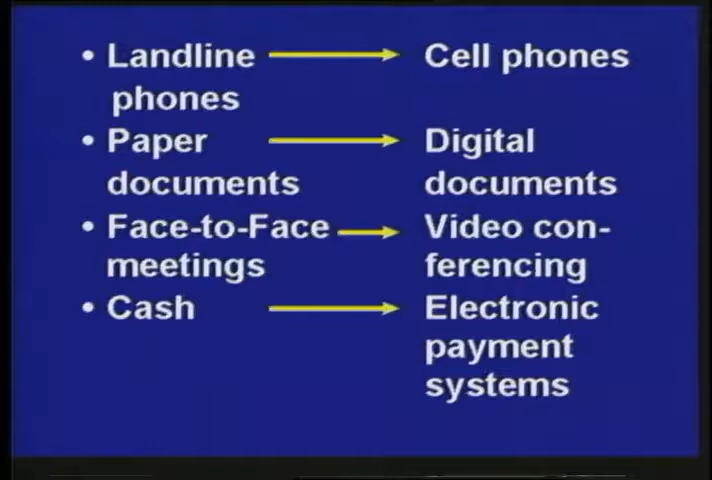 • Landline Cell phones
phones
• Paper Digital
documents documents
• Face-to-Face Video con-
meetings ferencing
• Cash Electronic
payment
systems